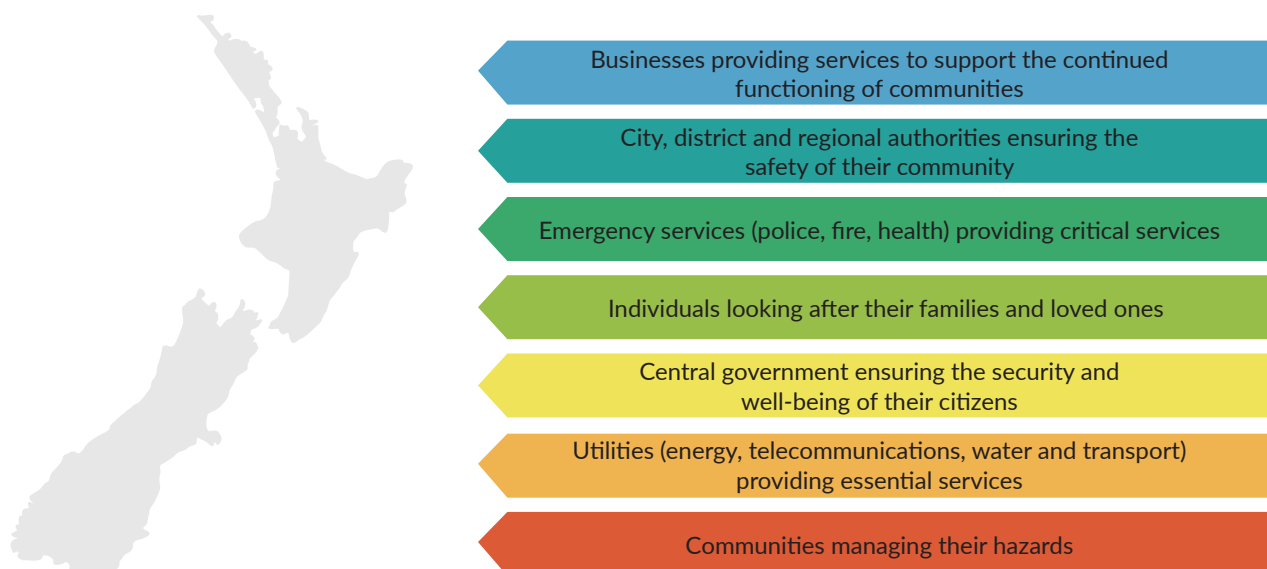 Businesses providing services to support the continued
functioning of communities
City, district and regional authorities ensuring the
safety of their community
Emergency services (police, fire, health) providing critical services
Individuals looking after their families and loved ones
Central government ensuring the security and
well-being of their citizens
Utilities (energy, telecommunications, water and transport)
providing essential services
Communities managing their hazards